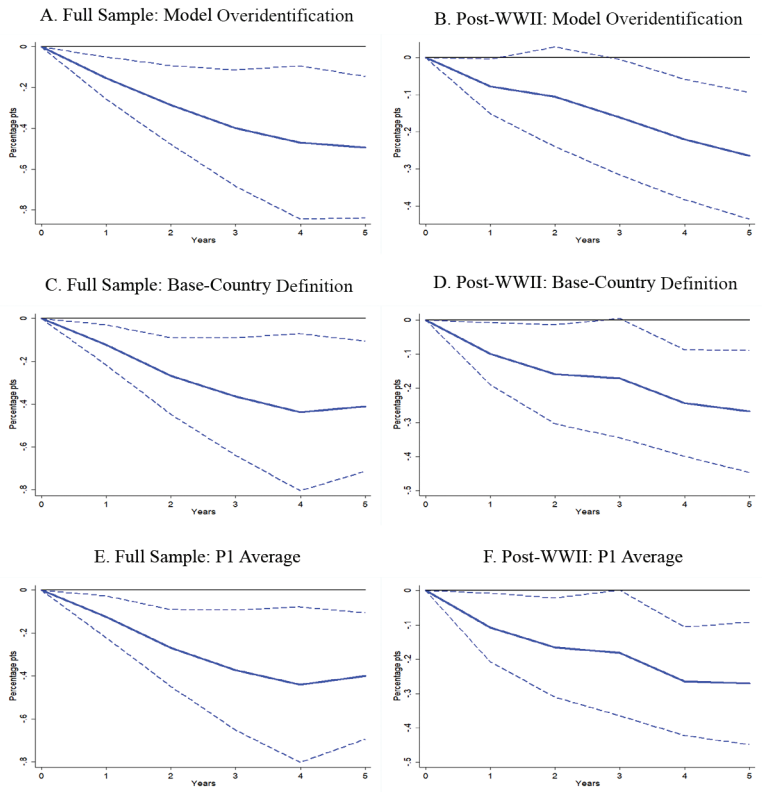 A. Full Sample: Model Overidentification
B. Post-WWII: Model Overidentification
Percentage pts
0
-.2
-.4
-.6
-.8
0 1 2 3 4 5
Years
Percentage pts
0
-.1
-.2
-.3
-.4
0 1 2 3 4 5
Years
C. Full Sample: Base-Country Definition
D. Post-WWII: Base-Country Definition
Percentage pts
0
-.2
-.4
-.6
-.8
0 1 2 3 4 5
Years
Percentage pts
0
-.1
-.2
-.3
-.4
-.5
0 1 2 3 4 5
Years
E. Full Sample: P1 Average
F. Post-WWII: P1 Average
Percentage pts
0
-.2
-.4
-.6
-.8
0 1 2 3 4 5
Years
Percentage pts
0
-.1
-.2
-.3
-.4
-.5
0 1 2 3 4 5
Years